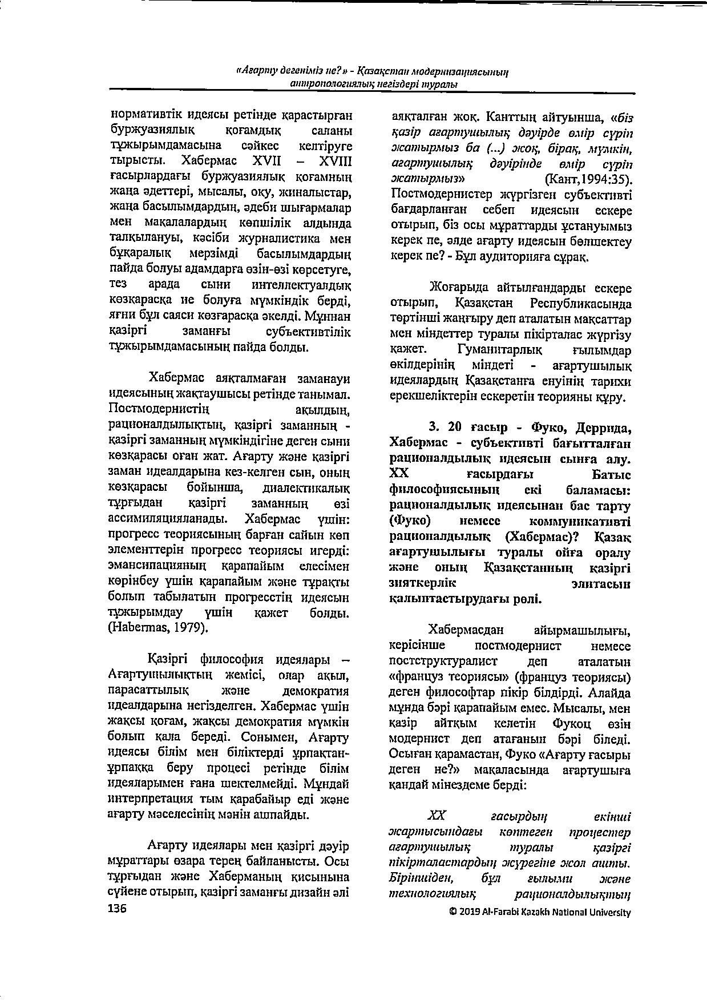 «Ағарту дегеніміз не?» - Қазақстан модернизациясының
антропологиялық негіздері туралы
нормативтік идеясы ретінде қарастырған
буржуазиялық қоғамдық саланы
тұжырымдамасына сәйкес келтіруге
тырысты. Хабермас XVII – XVIII
ғасырлардағы буржуазиялық қоғамның
жаңа әдеттері, мысалы, оқу, жиналыстар,
жаңа басылымдардың, әдеби шығармалар
мен мақалалардың көпшілік алдында
талқылануы, кәсіби журналистика мен
бұқаралық мерзімді басылымдардың
пайда болуы адамдарға өзін-өзі көрсетуге,
тез арада сыни интеллектуалдық
көзқарасқа ие болуға мүмкіндік берді,
яғни бұл саяси көзғарасқа әкелді. Мұннан
қазіргі заманғы субъективтілік
тұжырымдамасының пайда болды.
Хабермас аяқталмаған заманауи
идеясының жақтаушысы ретінде танымал.
Постмодернистің ақылдың,
рационалдылықтың, қазіргі заманның -
қазіргі заманның мүмкіндігіне деген сыни
көзқарасы оған жат. Ағарту және қазіргі
заман идеалдарына кез-келген сын, оның
көзқарасы бойынша, диалектикалық
тұрғыдан қазіргі заманның өзі
ассимиляцияланады. Хабермас үшін:
прогресс теориясының барған сайын көп
элементтерін прогресс теориясы игерді:
эмансипацияның қарапайым елесімен
көрінбеу үшін қарапайым және тұрақты
болып табылатын прогресстің идеясын
тұжырымдау үшін қажет болды.
(Habermas, 1979).
Қазіргі философия идеялары –
Ағартушылықтың жемісі, олар ақыл,
парасаттылық және демократия
идеалдарына негізделген. Хабермас үшін
жақсы қоғам, жақсы демократия мүмкін
болып қала береді. Сонымен, Ағарту
идеясы білім мен біліктерді ұрпақтан-
ұрпаққа беру процесі ретінде білім
идеяларымен ғана шектелмейді. Мұндай
интерпретация тым қарабайыр еді және
ағарту мәселесінің мәнін ашпайды.
Ағарту идеялары мен қазіргі дәуір
мұраттары өзара терең байланысты. Осы
тұрғыдан және Хаберманың қисынына
сүйене отырып, қазіргі заманғы дизайн әлі
аяқталған жоқ. Канттың айтуынша, «біз
қазір ағартушылық дәуірде өмір сүріп
жатырмыз ба (...) жоқ, бірақ, мүмкін,
ағартушылық дәуірінде өмір сүріп
жатырмыз» (Кант,1994:35).
Постмодернистер жүргізген субъективті
бағдарланған себеп идеясын ескере
отырып, біз осы мұраттарды ұстануымыз
керек пе, әлде ағарту идеясын бөлшектеу
керек пе? - Бұл аудиторияға сұрақ.
Жоғарыда айтылғандарды ескере
отырып, Қазақстан Республикасында
төртінші жаңғыру деп аталатын мақсаттар
мен міндеттер туралы пікірталас жүргізу
қажет. Гуманитарлық ғылымдар
өкілдерінің міндеті - ағартушылық
идеялардың Қазақстанға енуінің тарихи
ерекшеліктерін ескеретін теорияны құру.
3. 20 ғасыр - Фуко, Деррида,
Хабермас - субъективті бағытталған
рационалдылық идеясын сынға алу.
XX ғасырдағы Батыс
философиясының екі баламасы:
рационалдылық идеясынан бас тарту
(Фуко) немесе коммуникативті
рационалдылық (Хабермас)? Қазақ
ағартушылығы туралы ойға оралу
және оның Қазақстанның қазіргі
зияткерлік элитасын
қалыптастырудағы рөлі.
Хабермасдан айырмашылығы,
керісінше постмодернист немесе
постструктуралист деп аталатын
«француз теориясы» (француз теориясы)
деген философтар пікір білдірді. Алайда
мұнда бәрі қарапайым емес. Мысалы, мен
қазір айтқым келетін Фукоц өзін
модернист деп атағанын бәрі біледі.
Осыған қарамастан, Фуко «Ағарту ғасыры
деген не?» мақаласында ағартушыға
қандай мінездеме берді:
XX ғасырдың екінші
жартысындағы көптеген процестер
ағартушылық туралы қазіргі
пікірталастардың жүрегіне жол ашты.
Біріншіден, бұл ғылыми және
технологиялық рационалдылықтың
136
© 2019 Al-Farabi Kazakh National University